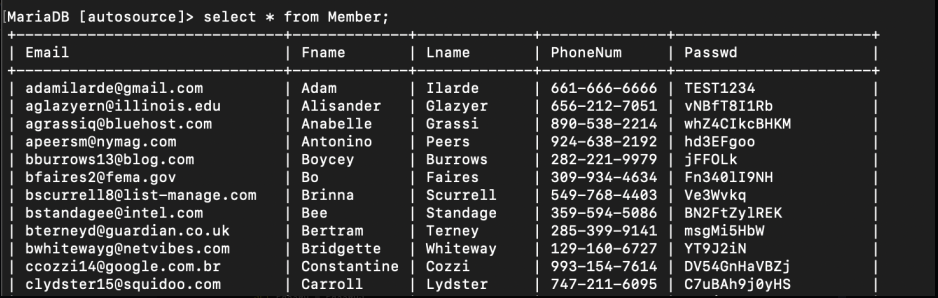 MariaDB [autosource]> select * from Member;
| Email | Fname | Lname | PhoneNum | Passwd |
| adamilarde@gmail.com | Adam | Ilarde | 661-666-6666 | TEST1234 |
| aglazyern@illinois.edu | Alisander | Glazyer | 656-212-7051 | vNBfT8I1Rb |
| agrassiq@bluehost.com | Anabelle | Grassi | 890-538-2214 | whZ4CIkcBHKM |
| apeersm@nymag.com | Antonino | Peers | 924-638-2192 | hd3EFgoo |
| bburrows13@blog.com | Boycey | Burrows | 282-221-9979 | jFFOLk |
| bfaires2@fema.gov | Bo | Faires | 309-934-4634 | Fn340lI9NH |
| bscurrell8@list-manage.com | Brinna | Scurrell | 549-768-4403 | Ve3Wvkq |
| bstandagee@intel.com | Bee | Standage | 359-594-5086 | BN2FtZylREK |
| bterneyd@guardian.co.uk | Bertram | Terney | 285-399-9141 | msgMi5HbW |
| bwhitewayg@netvibes.com | Bridgette | Whiteway | 129-160-6727 | YT9J2iN |
| ccozzi14@google.com.br | Constantine | Cozzi | 993-154-7614 | DV54GnHaVBZj |
| clydster15@squidoo.com | Carroll | Lydster | 747-211-6095 | C7uBAh9j0yHS |